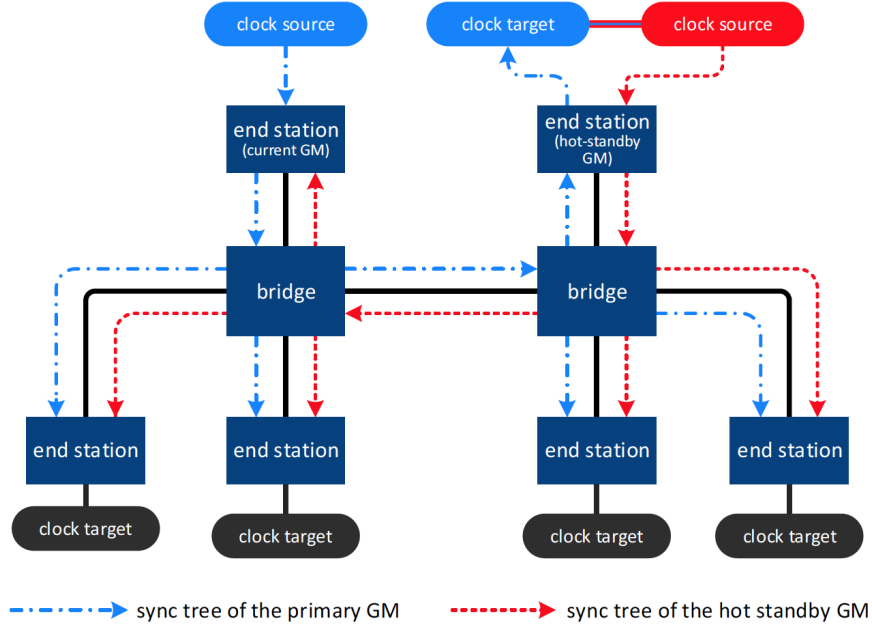 clock source
clock target
clock source
end station
(current GM)
end station
(hot-standby
GM)
bridge
bridge
end station
end station
end station
end station
clock target
clock target
clock target
clock target
sync tree of the primary GM
sync tree of the hot standby GM